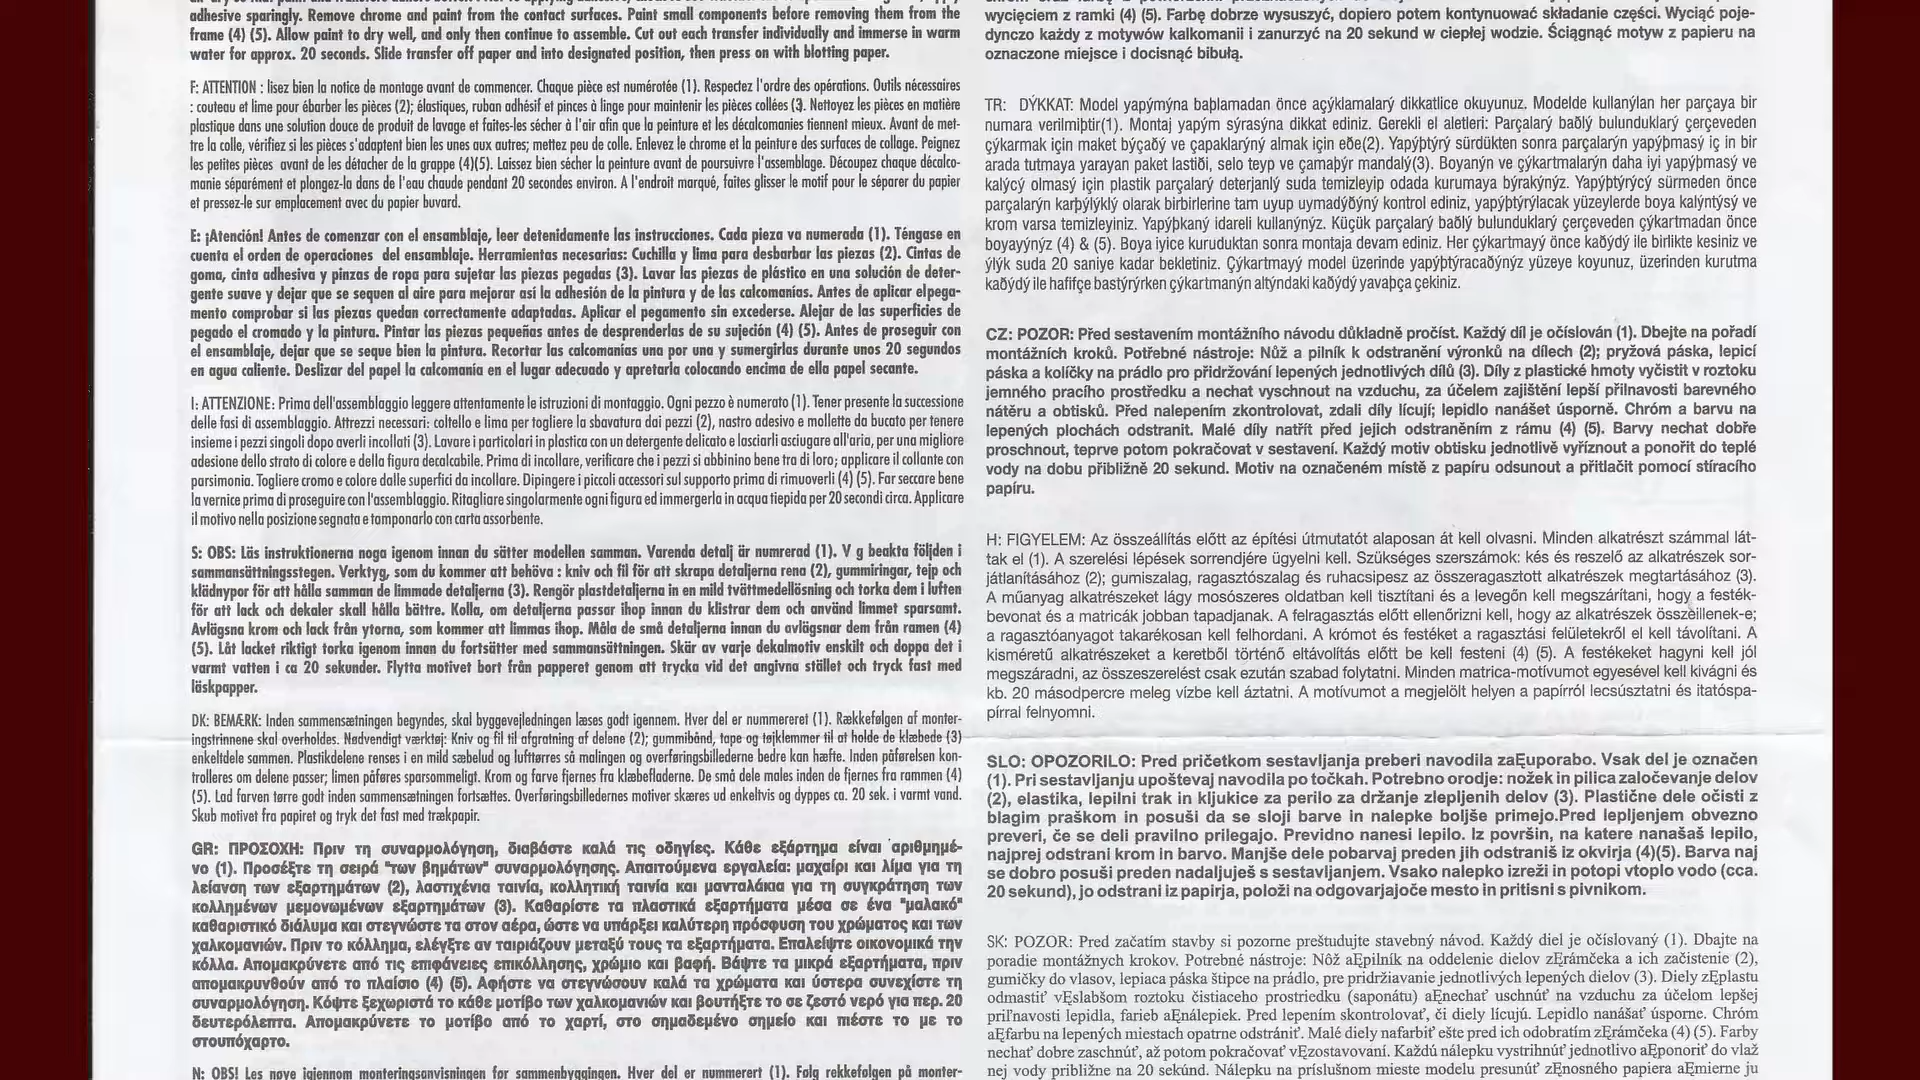 adhesive sparingly. Remove chrome and paint from the contact surfaces. Paint small components before removing them from the
frame (4) (5). Allow paint to dry well, and only then continue to assemble. Cut out each transfer individually and immerse in warm
water for approx. 20 seconds. Slide transfer off paper and into designated position, then press on with blotting paper.
F: ATTENTION : lisez bien la notice de montage avant de commencer. Chaque pièce est numérotée (1). Respectez l'ordre des opérations. Outils nécessaires
: couteau et lime pour ébarber les pièces (2); élastiques, ruban adhésif et pinces à linge pour maintenir les pièces collées (3). Nettoyez les pièces en matière
plastique dans une solution douce de produit de lavage et faites-les sécher à l'air afin que la peinture et les décalcomanies tiennent mieux. Avant de met-
tre la colle, vérifiez si les pièces s'adaptent bien les unes aux autres; mettez peu de colle. Enlevez le chrome et la peinture des surfaces de collage. Peignez
les petites pièces avant de les détacher de la grappe (4)(5). Laissez bien sécher la peinture avant de poursuivre l'assemblage. Découpez chaque décalco-
manie séparément et plongez-la dans de l'eau chaude pendant 20 secondes environ. A l'endroit marqué, faites glisser le motif pour le séparer du papier
et pressez-le sur emplacement avec du papier buvard.
E: ¡Atención! Antes de comenzar con el ensamblaje, leer detenidamente las instrucciones. Cada pieza va numerada (1). Téngase en
cuenta el orden de operaciones del ensamblaje. Herramientas necesarias: Cuchilla y lima para desbarbar las piezas (2). Cintas de
goma, cinta adhesiva y pinzas de ropa para sujetar las piezas pegadas (3). Lavar las piezas de plástico en una solución de deter-
gente suave y dejar que se sequen al aire para mejorar así la adhesión de la pintura y de las calcomanías. Antes de aplicar elpega-
mento comprobar si las piezas quedan correctamente adaptadas. Aplicar el pegamento sin excederse. Alejar de las superficies de
pegado el cromado y la pintura. Pintar las piezas pequeñas antes de desprenderlas de su sujeción (4) (5). Antes de proseguir con
el ensamblaje, dejar que se seque bien la pintura. Recortar las calcomanías una por una y sumergirlas durante unos 20 segundos
en agua caliente. Deslizar del papel la calcomanía en el lugar adecuado y apretarla colocando encima de ella papel secante.
I: ATTENZIONE: Prima dell'assemblaggio leggere attentamente le istruzioni di montaggio. Ogni pezzo è numerato (1). Tener presente la successione
delle fasi di assemblaggio. Attrezzi necessari: coltello e lima per togliere la sbavatura dai pezzi (2), nastro adesivo e mollette da bucato per tenere
insieme i pezzi singoli dopo averli incollati (3). Lavare i particolari in plastica con un detergente delicato e lasciarli asciugare all'aria, per una migliore
adesione dello strato di colore e della figura decalcabile. Prima di incollare, verificare che i pezzi si abbinino bene tra di loro; applicare il collante con
parsimonia. Togliere cromo e colore dalle superfici da incollare. Dipingere i piccoli accessori sul supporto prima di rimuoverli (4) (5). Far seccare bene
la vernice prima di proseguire con l'assemblaggio. Ritagliare singolarmente ogni figura ed immergerla in acqua tiepida per 20 secondi circa. Applicare
il motivo nella posizione segnata e tamponarlo con carta assorbente.
S: OBS: Läs instruktionerna noga igenom innan du sätter modellen samman. Varenda detalj är numrerad (1). V g beakta följden i
sammansättningsstegen. Verktyg, som du kommer att behöva : kniv och fil för att skrapa detaljerna rena (2), gummiringar, tejp och
klädnypor för att hålla samman de limmade detaljerna (3). Rengör plastdetaljerna in en mild tvättmedellösning och torka dem i luften
för att lack och dekaler skall hålla bättre. Kolla, om detaljerna passar ihop innan du klistrar dem och använd limmet sparsamt.
Avlägsna krom och lack från ytorna, som kommer att limmas ihop. Måla de små detaljerna innan du avlägsnar dem från ramen (4)
(5). Låt lacket riktigt torka igenom innan du fortsätter med sammansättningen. Skär av varje dekalmotiv enskilt och doppa det i
varmt vatten i ca 20 sekunder. Flytta motivet bort från papperet genom att trycka vid det angivna stället och tryck fast med
läskpapper.
DK: BEMÆRK: Inden sammensætningen begyndes, skal byggevejledningen læses godt igennem. Hver del er nummereret (1). Rækkefølgen af monter-
ingstrinnene skal overholdes. Nødvendigt værktøj: Kniv og fil til afgratning af delene (2); gummibånd, tape og tøjklemmer til at holde de klæbede (3)
enkeltdele sammen. Plastikdelene renses i en mild sæbelud og lufttørres så malingen og overføringsbillederne bedre kan hæfte. Inden påførelsen kon-
trolleres om delene passer; limen påføres sparsommeligt. Krom og farve fjernes fra klæbefladerne. De små dele males inden de fjernes fra rammen (4)
(5). Lad farven tørre godt inden sammensætningen fortsættes. Overføringsbilledernes motiver skæres ud enkeltvis og dyppes ca. 20 sek. i varmt vand.
Skub motivet fra papiret og tryk det fast med trækpapir.
GR: ΠΡΟΣΟΧΗ: Πριν τη συναρμολόγηση, διαβάστε καλά τις οδηγίες. Κάθε εξάρτημα είναι αριθμημέ-
νο (1). Προσέξτε τη σειρά "των βημάτων" συναρμολόγησης. Απαιτούμενα εργαλεία: μαχαίρι και λίμα για τη
λείανση των εξαρτημάτων (2), λαστιχένια ταινία, κολλητική ταινία και μανταλάκια για τη συγκράτηση των
κολλημένων μεμονωμένων εξαρτημάτων (3). Καθαρίστε τα πλαστικά εξαρτήματα μέσα σε ένα "μαλακό"
καθαριστικό διάλυμα και στεγνώστε τα στον αέρα, ώστε να υπάρξει καλύτερη πρόσφυση του χρώματος και των
χαλκομανιών. Πριν το κόλλημα, ελέγξτε αν ταιριάζουν μεταξύ τους τα εξαρτήματα. Επαλείψτε οικονομικά την
κόλλα. Απομακρύνετε από τις επιφάνειες επικόλλησης, χρώμιο και βαφή. Βάψτε τα μικρά εξαρτήματα, πριν
απομακρυνθούν από το πλαίσιο (4) (5). Αφήστε να στεγνώσουν καλά τα χρώματα και ύστερα συνεχίστε τη
συναρμολόγηση. Κόψτε ξεχωριστά το κάθε μοτίβο των χαλκομανιών και βουτήξτε το σε ζεστό νερό για περ. 20
δευτερόλεπτα. Απομακρύνετε το μοτίβο από το χαρτί, στο σημαδεμένο σημείο και πιέστε το με το
στουπόχαρτο.
N: OBS! Les nøye igjennom monteringsanvisningen før sammenbyggingen. Hver del er nummerert (1). Følg rekkefølgen på monter-
wycięciem z ramki (4) (5). Farbę dobrze wysuszyć, dopiero potem kontynuować składanie części. Wyciąć poje-
dynczo każdy z motywów kalkomanii i zanurzyć na 20 sekund w ciepłej wodzie. Ściągnąć motyw z papieru na
oznaczone miejsce i docisnąć bibułą.
TR: DÝKKAT: Model yapýmýna baþlamadan önce açýklamalarý dikkatlice okuyunuz. Modelde kullanýlan her parçaya bir
numara verilmiþtir(1). Montaj yapým sýrasýna dikkat ediniz. Gerekli el aletleri: Parçalarý baðlý bulunduklarý çerçeveden
çýkarmak için maket býçaðý ve çapaklarýný almak için eðe(2). Yapýþtýrý sürdükten sonra parçalarýn yapýþmasý iç in bir
arada tutmaya yarayan paket lastiði, selo teyp ve çamaþýr mandalý(3). Boyanýn ve çýkartmalarýn daha iyi yapýþmasý ve
kalýcý olmasý için plastik parçalarý deterjanlý suda temizleyip odada kurumaya býrakýnýz. Yapýþtýrýcý sürmeden önce
parçalarýn karþýlýklý olarak birbirlerine tam uyup uymadýðýný kontrol ediniz, yapýþtýrýlacak yüzeylerde boya kalýntýsý ve
krom varsa temizleyiniz. Yapýþkaný idareli kullanýnýz. Küçük parçalarý baðlý bulunduklarý çerçeveden çýkartmadan önce
boyayýnýz (4) & (5). Boya iyice kuruduktan sonra montaja devam ediniz. Her çýkartmayý önce kaðýdý ile birlikte kesiniz ve
ýlýk suda 20 saniye kadar bekletiniz. Çýkartmayý model üzerinde yapýþtýracaðýnýz yüzeye koyunuz, üzerinden kurutma
kaðýdý ile hafifçe bastýrýrken çýkartmanýn altýndaki kaðýdý yavaþça çekiniz.
CZ: POZOR: Před sestavením montážního návodu důkladně pročíst. Každý díl je očíslován (1). Dbejte na pořadí
montážních kroků. Potřebné nástroje: Nůž a pilník k odstranění výronků na dílech (2); pryžová páska, lepicí
páska a kolíčky na prádlo pro přidržování lepených jednotlivých dílů (3). Díly z plastické hmoty vyčistit v roztoku
jemného pracího prostředku a nechat vyschnout na vzduchu, za účelem zajištění lepší přilnavosti barevného
nátěru a obtisků. Před nalepením zkontrolovat, zdali díly lícují; lepidlo nanášet úsporně. Chróm a barvu na
lepených plochách odstranit. Malé díly natřít před jejich odstraněním z rámu (4) (5). Barvy nechat dobře
proschnout, teprve potom pokračovat v sestavení. Každý motiv obtisku jednotlivě vyříznout a ponořit do teplé
vody na dobu přibližně 20 sekund. Motiv na označeném místě z papíru odsunout a přitlačit pomocí stíracího
papíru.
H: FIGYELEM: Az összeállítás előtt az építési útmutatót alaposan át kell olvasni. Minden alkatrészt számmal lát-
tak el (1). A szerelési lépések sorrendjére ügyelni kell. Szükséges szerszámok: kés és reszelő az alkatrészek sor-
játlanításához (2); gumiszalag, ragasztószalag és ruhacsipesz az összeragasztott alkatrészek megtartásához (3).
A műanyag alkatrészeket lágy mosószeres oldatban kell tisztítani és a levegőn kell megszárítani, hogy a festék-
bevonat és a matricák jobban tapadjanak. A felragasztás előtt ellenőrizni kell, hogy az alkatrészek összeillenek-e;
a ragasztóanyagot takarékosan kell felhordani. A krómot és festéket a ragasztási felületekről el kell távolítani. A
kisméretű alkatrészeket a keretből történő eltávolítás előtt be kell festeni (4) (5). A festékeket hagyni kell jól
megszáradni, az összeszerelést csak ezután szabad folytatni. Minden matrica-motívumot egyesével kell kivágni és
kb. 20 másodpercre meleg vízbe kell áztatni. A motívumot a megjelölt helyen a papírról lecsúsztatni és itatóspa-
pírral felnyomni.
SLO: OPOZORILO: Pred pričetkom sestavljanja preberi navodila zaĘuporabo. Vsak del je označen
(1). Pri sestavljanju upoštevaj navodila po točkah. Potrebno orodje: nožek in pilica zaločevanje delov
(2), elastika, lepilni trak in kljukice za perilo za držanje zlepljenih delov (3). Plastične dele očisti z
blagim praškom in posuši da se sloji barve in nalepke boljše primejo.Pred lepljenjem obvezno
preveri, če se deli pravilno prilegajo. Previdno nanesi lepilo. Iz površin, na katere nanašaš lepilo,
najprej odstrani krom in barvo. Manjše dele pobarvaj preden jih odstraniš iz okvirja (4)(5). Barva naj
se dobro posuši preden nadaljuješ s sestavljanjem. Vsako nalepko izreži in potopi vtoplo vodo (cca.
20 sekund), jo odstrani iz papirja, položi na odgovarjajoče mesto in pritisni s pivnikom.
SK: POZOR: Pred začatím stavby si pozorne preštudujte stavebný návod. Každý diel je očíslovaný (1). Dbajte na
poradie montážnych krokov. Potrebné nástroje: Nôž aĘpilník na oddelenie dielov zĘrámčeka a ich začistenie (2),
gumičky do vlasov, lepiaca páska štipce na prádlo, pre pridržiavanie jednotlivých lepených dielov (3). Diely zĘplastu
odmastiť vĘslabšom roztoku čistiaceho prostriedku (saponátu) aĘnechať uschnúť na vzduchu za účelom lepšej
priľnavosti lepidla, farieb aĘnálepiek. Pred lepením skontrolovať, či diely lícujú. Lepidlo nanášať úsporne. Chróm
aĘfarbu na lepených miestach opatrne odstrániť. Malé diely nafarbiť ešte pred ich odobratím zĘrámčeka (4) (5). Farby
nechať dobre zaschnúť, až potom pokračovať vĘzostavovaní. Každú nálepku vystrihnúť jednotlivo aĘponoriť do vlaž
nej vody približne na 20 sekúnd. Nálepku na príslušnom mieste modelu presunúť zĘnosného papiera aĘmierne ju